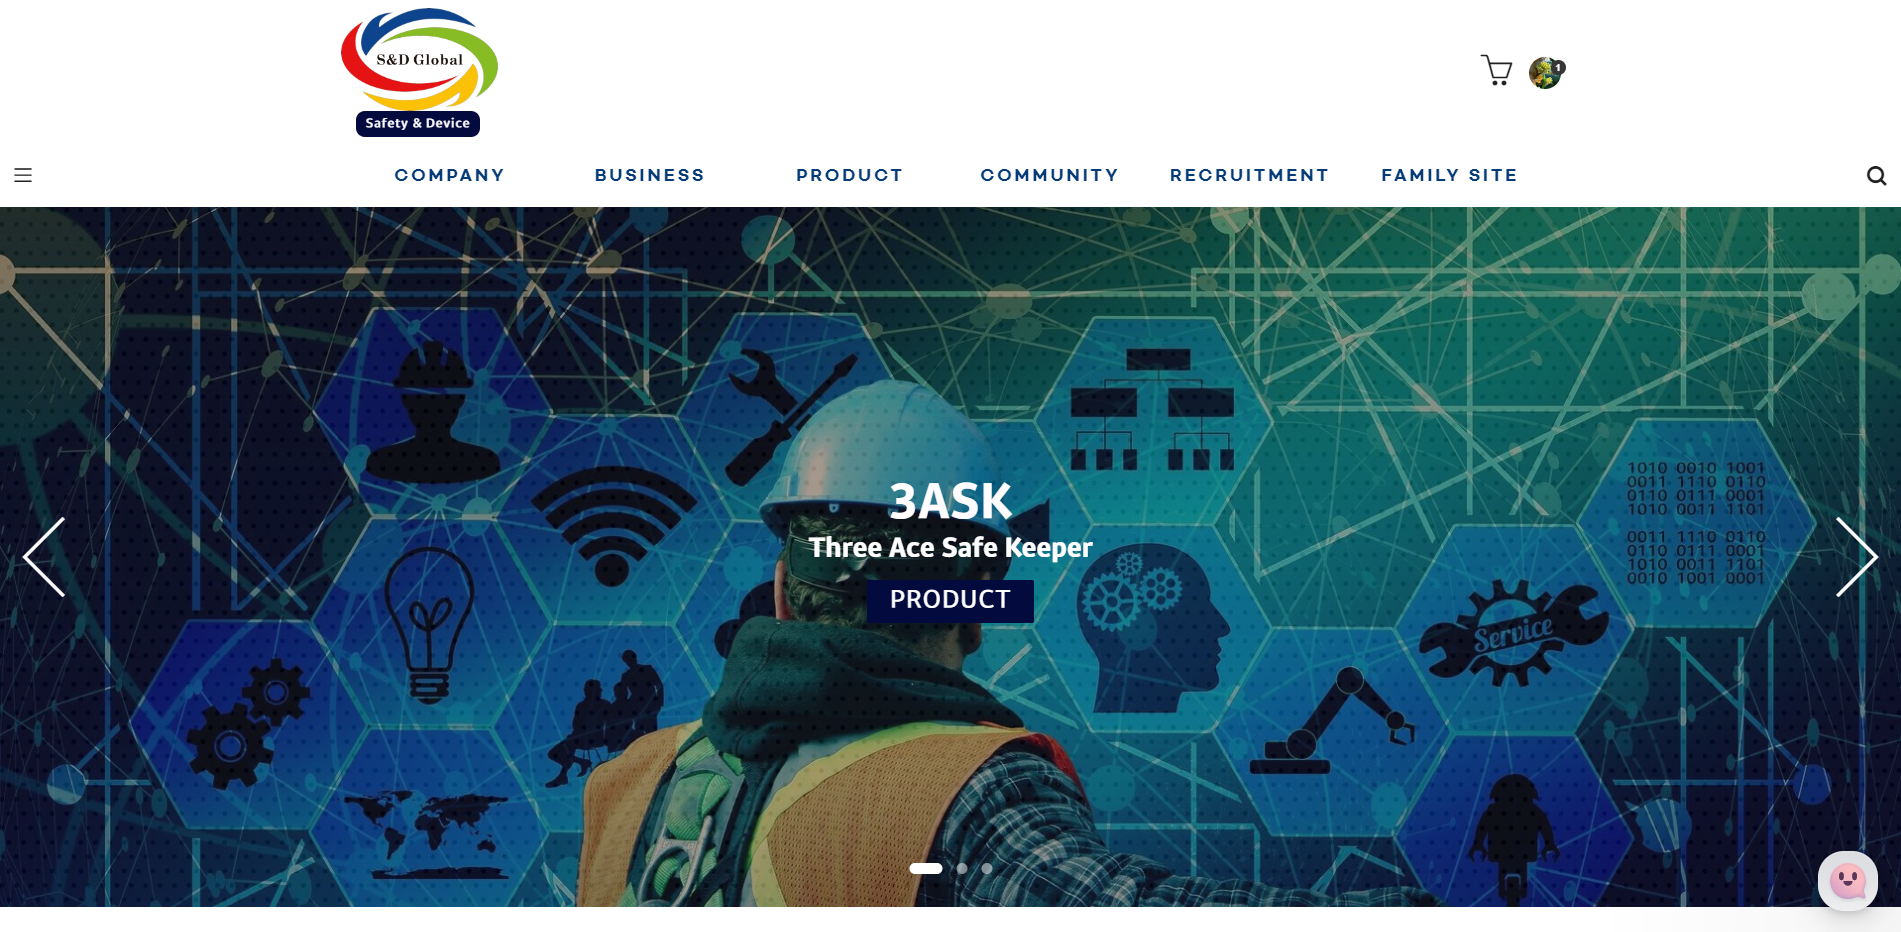 S&D Global
Safety & Device
1
COMPANY
BUSINESS
PRODUCT
COMMUNITY
RECRUITMENT
FAMILY SITE
3ASK
Three Ace Safe Keeper
PRODUCT
1010 0010 1001
0011 1110 0110
0110 0111 0001
1010 0011 1101
0011 1110 0110
0110 0111 0001
1010 0011 1101
0010 1001 0001
Service